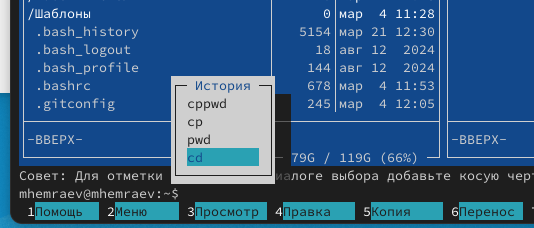 /Шаблоны 0 мар 4 11:28
.bash_history 5154 мар 21 12:30
.bash_logout 18 авг 12 2024
.bash_profile 144 авг 12 2024
.bashrc 678 мар 4 11:53
.gitconfig 245 мар 4 12:05
История
cppwd
cp
pwd
cd
-ВВЕРХ- 79G / 119G (66%) -ВВЕРХ-
Совет: Для отметки иалоге выбора добавьте косую черт
mhemraev@mhemraev:~$
1Помощь 2Меню 3Просмотр 4Правка 5Копия 6Перенос